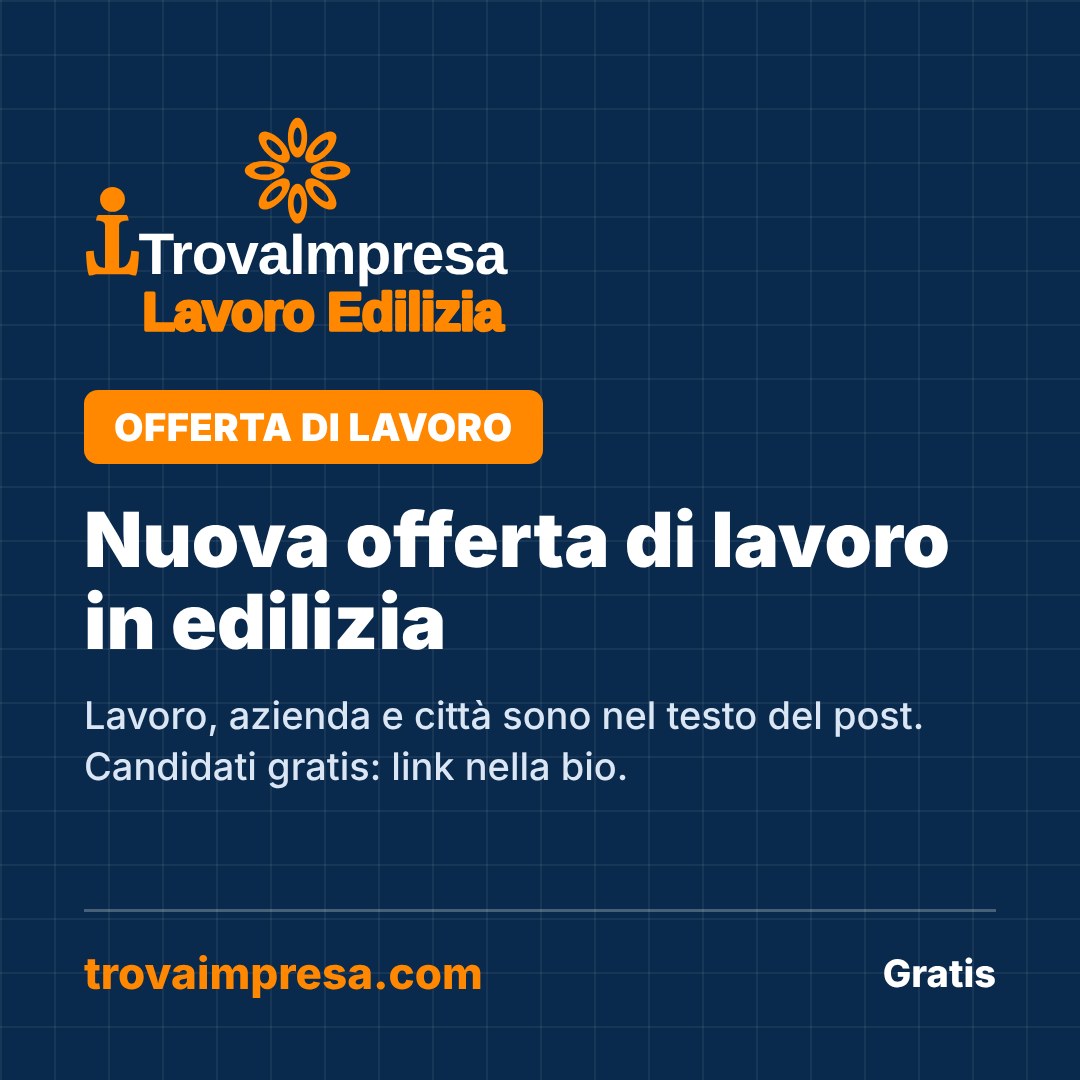 TrovaImpresa
Lavoro Edilizia
OFFERTA DI LAVORO
Nuova offerta di lavoro
in edilizia
Lavoro, azienda e città sono nel testo del post.
Candidati gratis: link nella bio.
trovaimpresa.com
Gratis